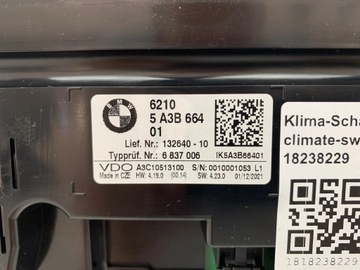 BMW
6210
5 A3B 664
01
Lief. Nr.: 132640 - 10
Typprüf. Nr.: 6 837 006
IK5A3B66401
VDO A3C10513100 S/N: 0010001053 L1
Made in CZE HW: 4.19.0 (00.14) SW: 4.23.0 01/12/2021
Klima-Scha
climate-sw
18238229
1818238229